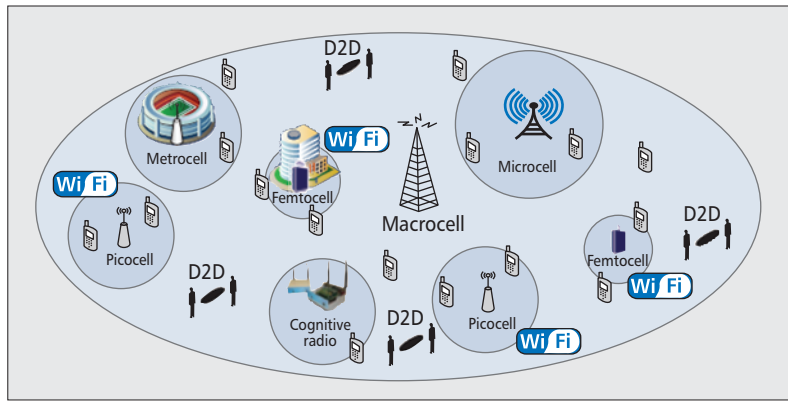 D2D
Metrocell
Wi Fi
Femtocell
Microcell
Macrocell
Wi Fi
Picocell
D2D
Femtocell
Wi Fi
D2D
Cognitive
radio
D2D
Picocell
Wi Fi